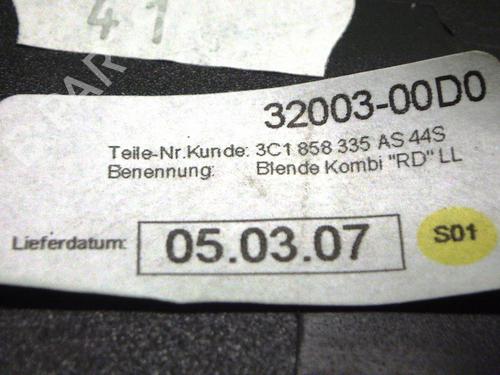 41
32003-00D0
Teile-Nr.Kunde: 3C1 858 335 AS 44S
Benennung: Blende Kombi "RD" LL
Lieferdatum: 05.03.07 S01